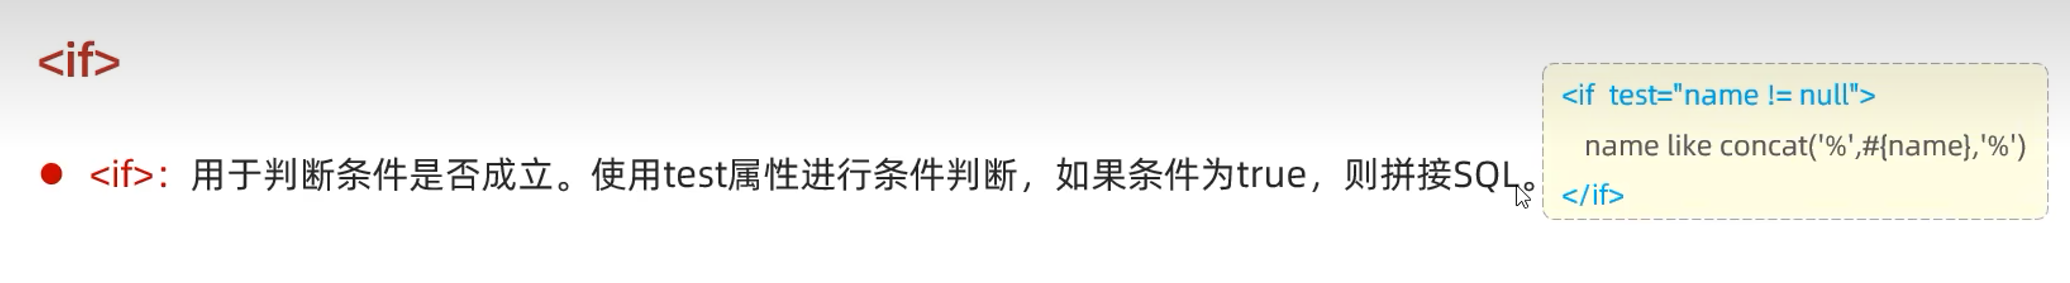 <if>
<if>：用于判断条件是否成立。使用test属性进行条件判断，如果条件为true，则拼接SQL。
<if  test="name != null">
name like concat('%',#{name},'%')
</if>